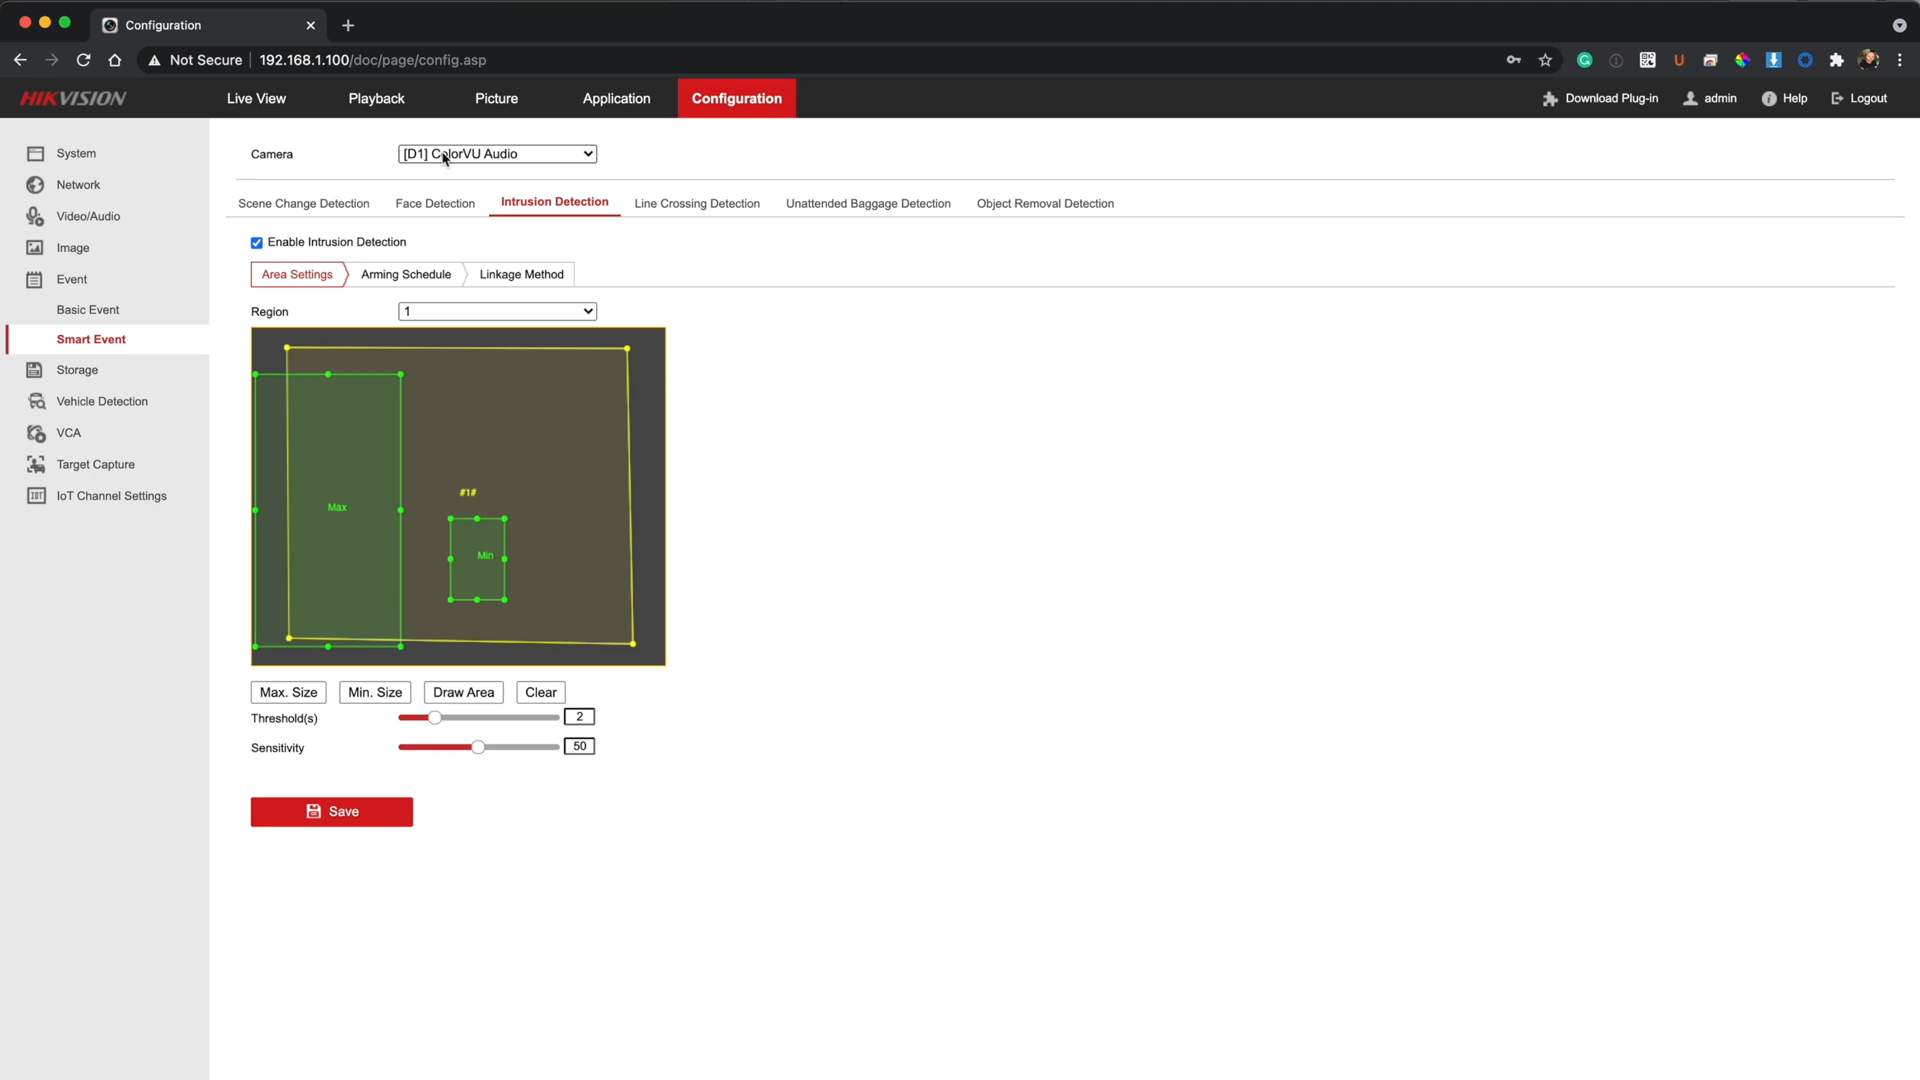 Configuration
Not Secure 192.168.1.100/doc/page/config.asp
HIKVISION Live View Playback Picture Application Configuration Download Plug-in admin Help Logout
System
Network
Video/Audio
Image
Event
Basic Event
Smart Event
Storage
Vehicle Detection
VCA
Target Capture
IOT IoT Channel Settings
Camera [D1] ColorVU Audio
Scene Change Detection Face Detection Intrusion Detection Line Crossing Detection Unattended Baggage Detection Object Removal Detection
Enable Intrusion Detection
Area Settings Arming Schedule Linkage Method
Region 1
#1#
Max
Min
Max. Size Min. Size Draw Area Clear
Threshold(s) 2
Sensitivity 50
Save